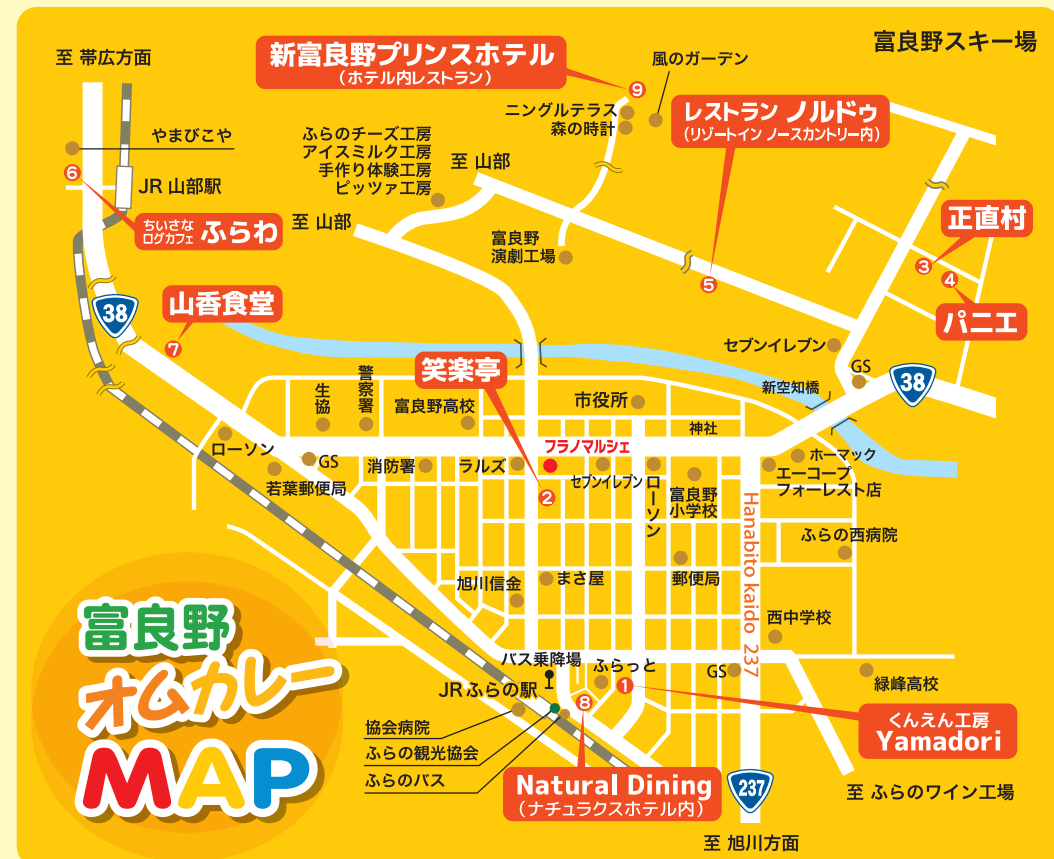 富良野スキー場
至 帯広方面
新富良野プリンスホテル
(ホテル内レストラン)
風のガーデン
9
ニングルテラス
森の時計
レストラン ノルドゥ
(リゾートイン ノースカントリー内)
やまびこや
6
JR 山部駅
ちいさな
ログカフェ ふらわ
ふらのチーズ工房
アイスミルク工房
手作り体験工房
ピッツァ工房
至 山部
至 山部
富良野
演劇工場
5
正直村
3
4
パニエ
38
山香食堂
7
笑楽亭
セブンイレブン
GS
38
新空知橋
生協
警察署
富良野高校
市役所
神社
フラノマルシェ
ローソン
GS
若葉郵便局
消防署
ラルズ
2
セブンイレブン
ローソン
富良野
小学校
ホーマック
エーコープ
フォーレスト店
Hanabito kaido 237
ふらの西病院
旭川信金
まさ屋
郵便局
西中学校
富良野
オムカレー
MAP
バス乗降場
ふらっと
JR ふらの駅
8
1
GS
緑峰高校
協会病院
ふらの観光協会
ふらのバス
くんえん工房
Yamadori
Natural Dining
(ナチュラクスホテル内)
237
至 ふらのワイン工場
至 旭川方面